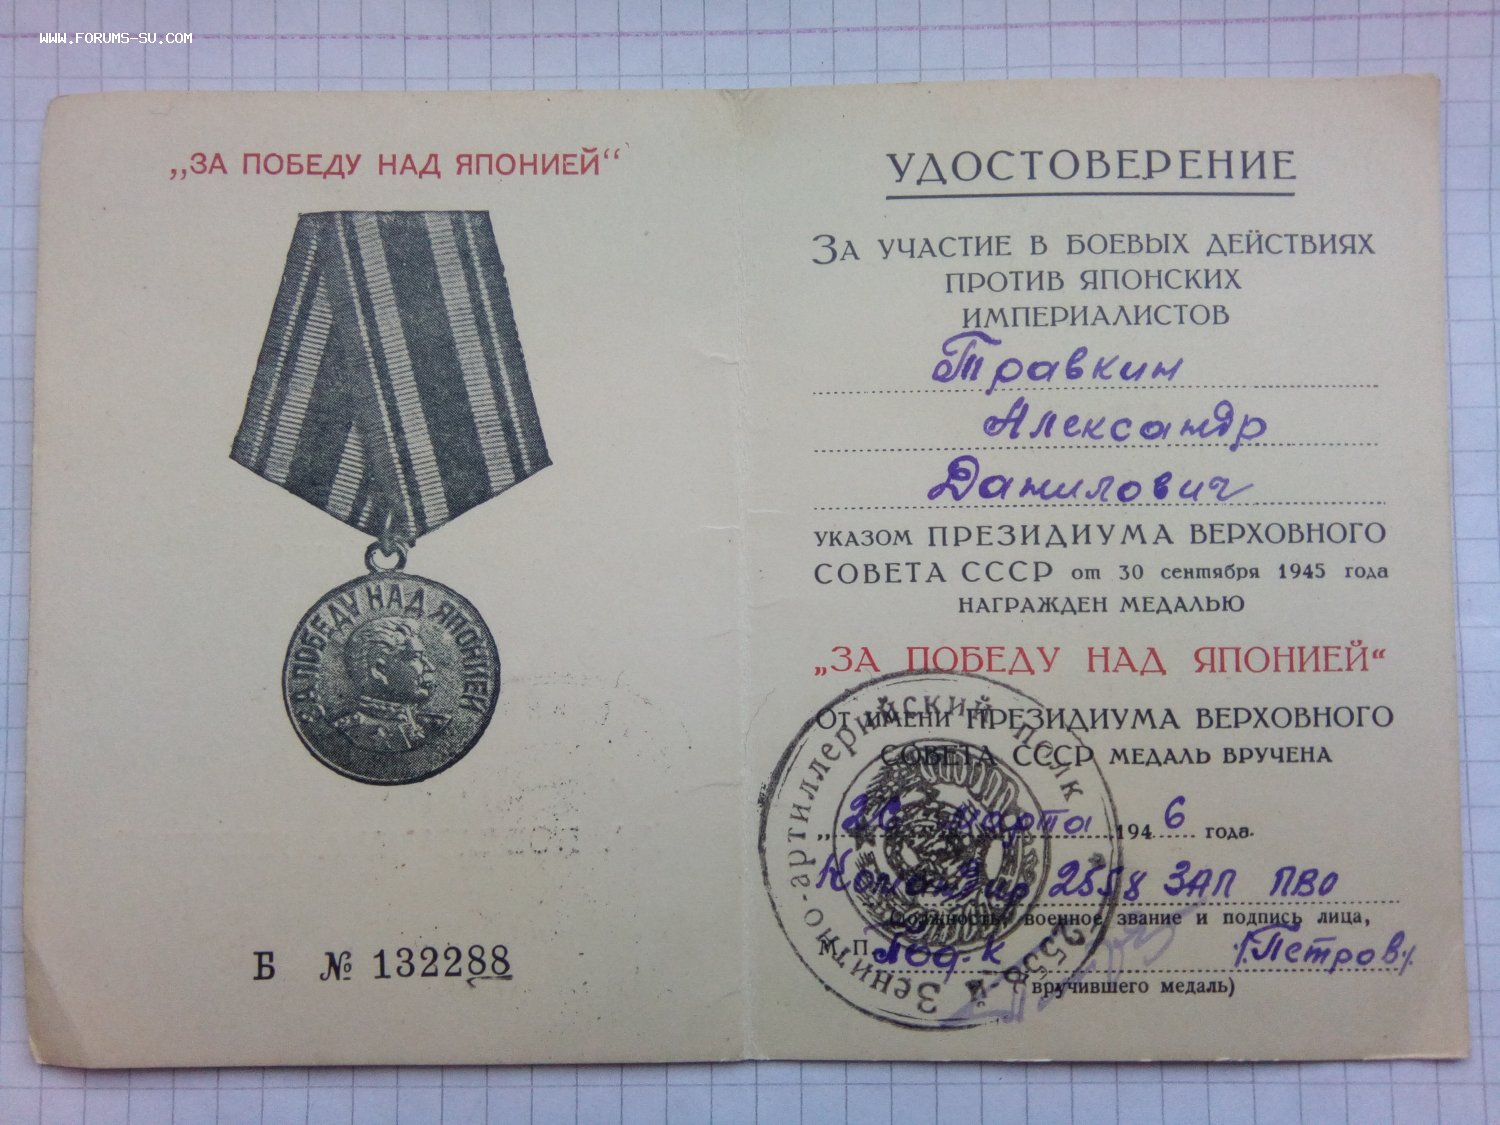 WWW.FORUMS-SU.COM
„ЗА ПОБЕДУ НАД ЯПОНИЕЙ“
ЗА ПОБЕДУ НАД ЯПОНИЕЙ
Б № 132288
УДОСТОВЕРЕНИЕ
ЗА УЧАСТИЕ В БОЕВЫХ ДЕЙСТВИЯХ
ПРОТИВ ЯПОНСКИХ
ИМПЕРИАЛИСТОВ
Травкин
Александр
Данилович
УКАЗОМ ПРЕЗИДИУМА ВЕРХОВНОГО
СОВЕТА СССР от 30 сентября 1945 года
НАГРАЖДЕН МЕДАЛЬЮ
„ЗА ПОБЕДУ НАД ЯПОНИЕЙ“
ОТ ИМЕНИ ПРЕЗИДИУМА ВЕРХОВНОГО
СОВЕТА СССР МЕДАЛЬ ВРУЧЕНА
„26 марта 1946 года.
Командир 2558 ЗАП ПВО
(должность, военное звание и подпись лица,
М. П. Подп-к /Петров/.
вручившего медаль)
2558-й Зенитно-артиллерийский полк